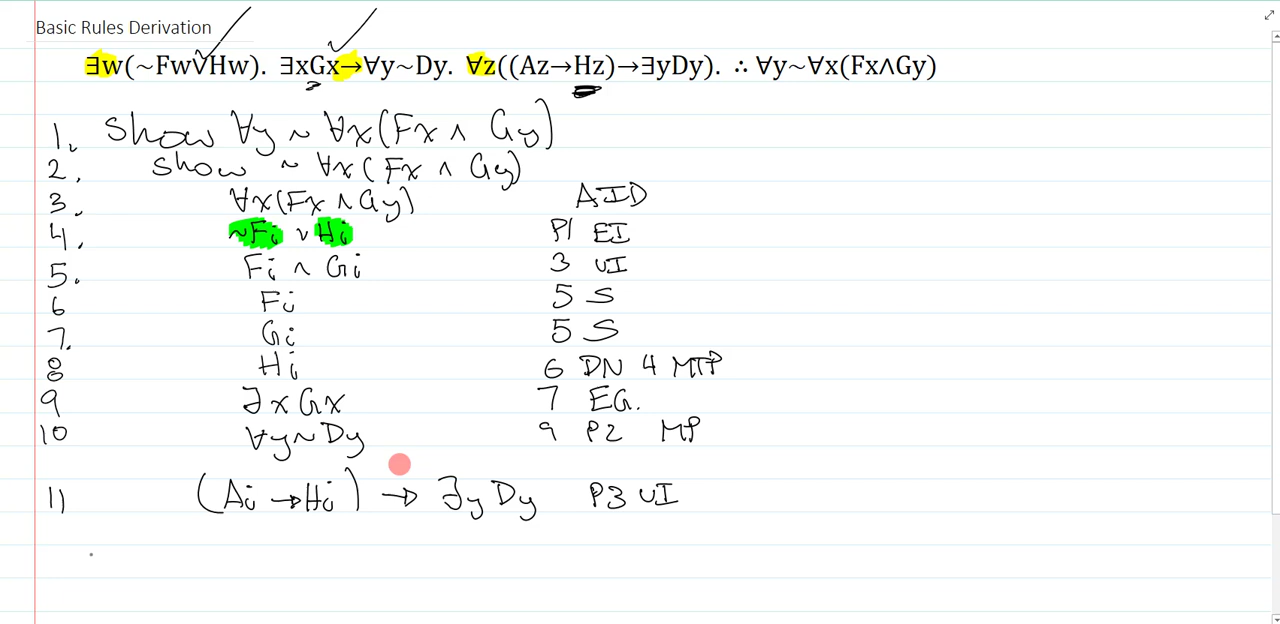 Basic Rules Derivation
∃w(~Fw∨Hw). ∃xGx→∀y~Dy. ∀z((Az→Hz)→∃yDy). ∴ ∀y~∀x(Fx∧Gy)
1. Show ∀y ~ ∀x(Fx ∧ Gy)
2. Show ~ ∀x(Fx ∧ Gy)
3. ∀x(Fx ∧ Gy) AID
4. ~Fi ∨ Hi P1 EI
5. Fi ∧ Gi 3 UI
6 Fi 5 S
7. Gi 5 S
8 Hi 6 DN 4 MTP
9 ∃xGx 7 EG.
10 ∀y~Dy 9 P2 MP
11 (Ai → Hi) → ∃yDy P3 UI